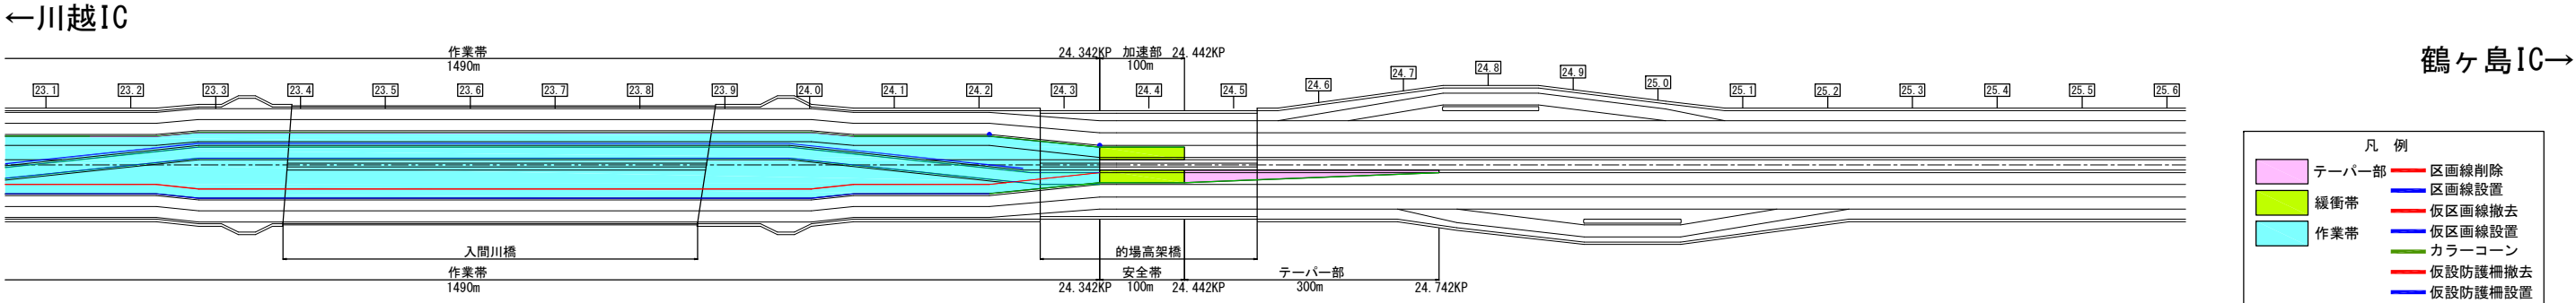 ←川越IC
鶴ヶ島IC→
作業帯
1490m
24.342KP
加速部
100m
24.442KP
23.1
23.2
23.3
23.4
23.5
23.6
23.7
23.8
23.9
24.0
24.1
24.2
24.3
24.4
24.5
24.6
24.7
24.8
24.9
25.0
25.1
25.2
25.3
25.4
25.5
25.6
入間川橋
的場高架橋
作業帯
1490m
24.342KP
安全帯
100m
24.442KP
テーパー部
300m
24.742KP
凡 例
テーパー部
緩衝帯
作業帯
区画線削除
区画線設置
仮区画線撤去
仮区画線設置
カラーコーン
仮設防護柵撤去
仮設防護柵設置